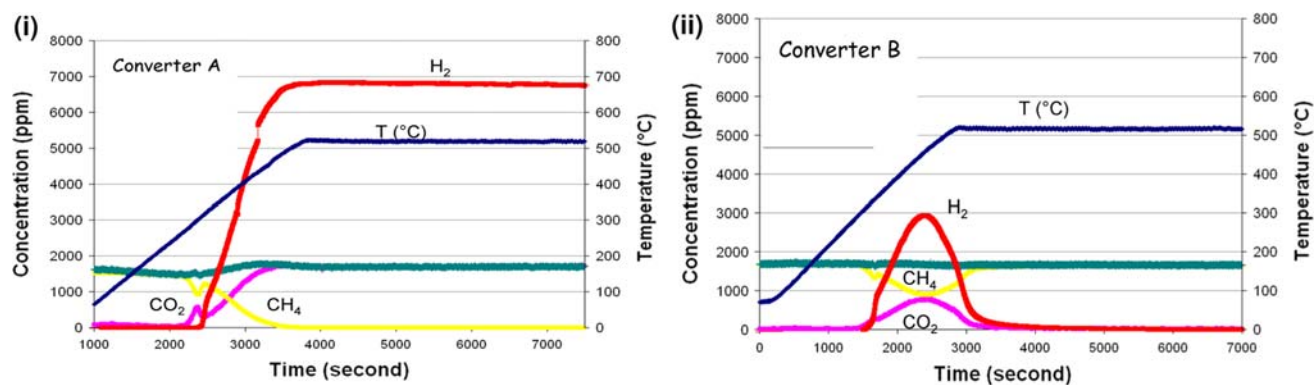 (i)
Converter A
Concentration (ppm)
8000
7000
6000
5000
4000
3000
2000
1000
0
H₂
T (°C)
CO₂
CH₄
800
700
600
500
400
300
200
100
0
Temperature (°C)
1000 2000 3000 4000 5000 6000 7000
Time (second)
(ii)
Converter B
Concentration (ppm)
8000
7000
6000
5000
4000
3000
2000
1000
0
T (°C)
H₂
CH₄
CO₂
800
700
600
500
400
300
200
100
0
Temperature (°C)
0 1000 2000 3000 4000 5000 6000 7000
Time (second)